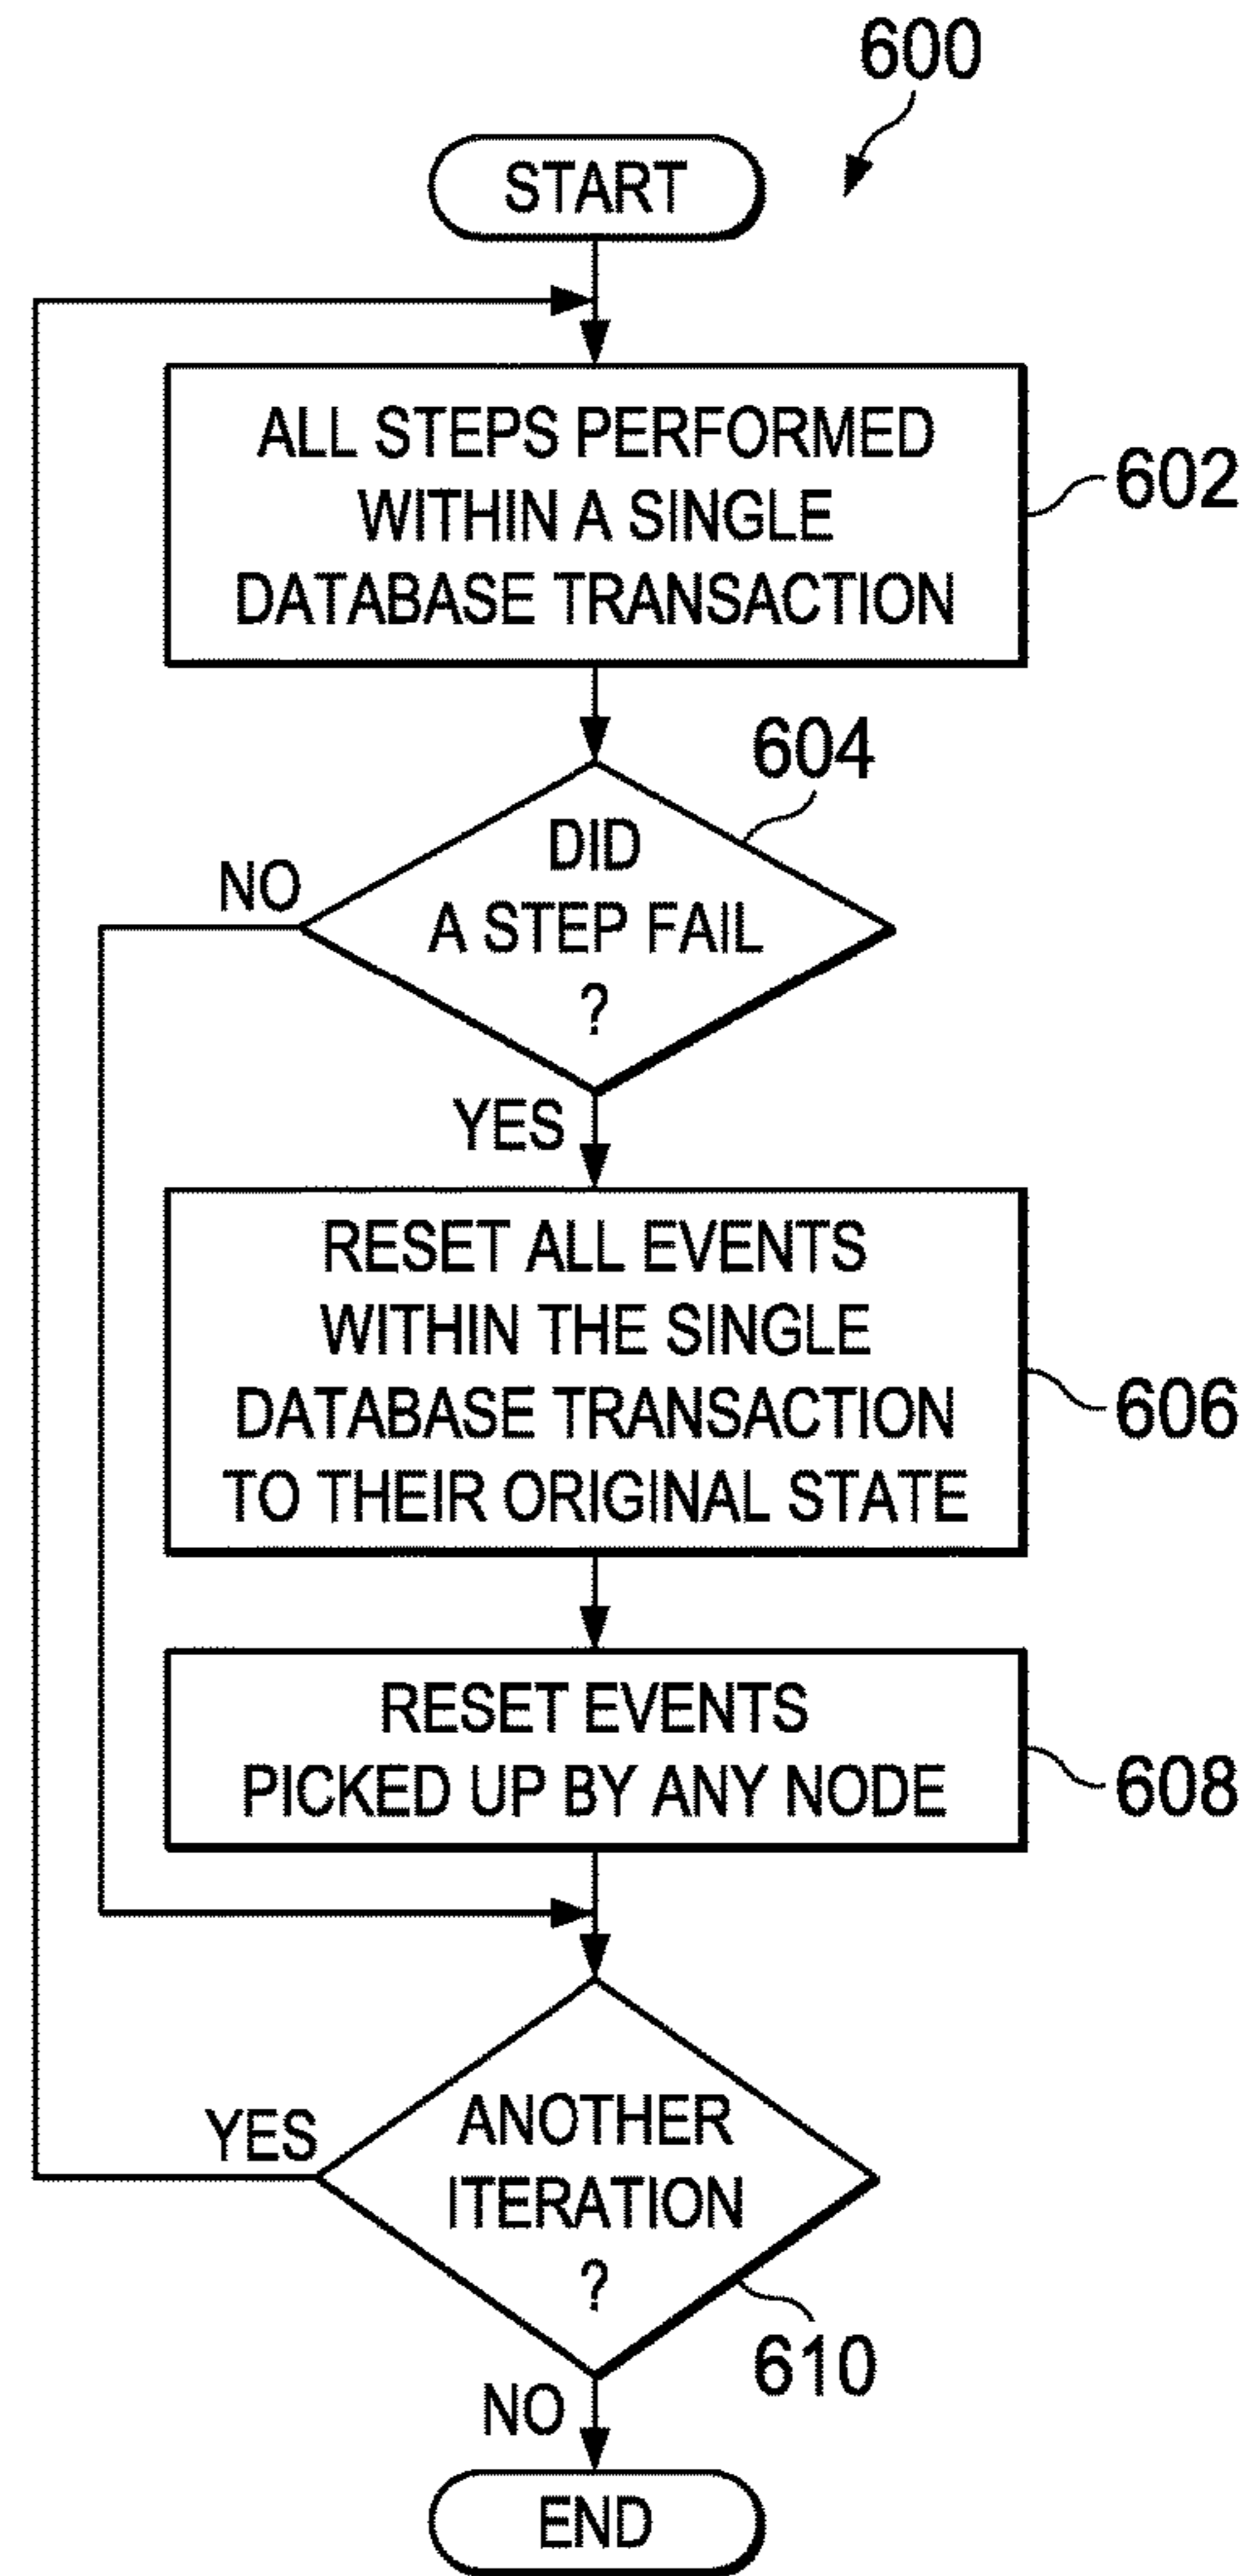 600
START
ALL STEPS PERFORMED
WITHIN A SINGLE
DATABASE TRANSACTION
602
604
DID
A STEP FAIL
?
NO
YES
RESET ALL EVENTS
WITHIN THE SINGLE
DATABASE TRANSACTION
TO THEIR ORIGINAL STATE
606
RESET EVENTS
PICKED UP BY ANY NODE
608
ANOTHER
ITERATION
?
YES
610
NO
END